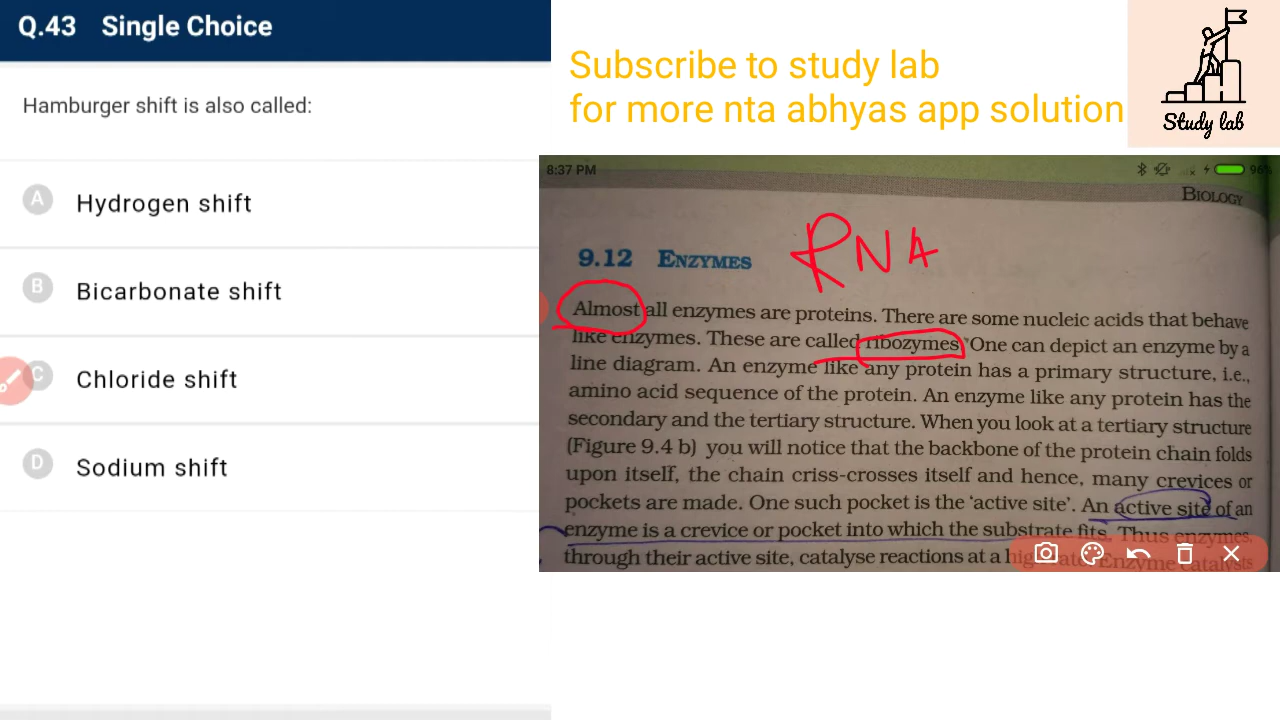 Q.43 Single Choice
Hamburger shift is also called:
A Hydrogen shift
B Bicarbonate shift
C Chloride shift
D Sodium shift
Subscribe to study lab
for more nta abhyas app solution
Study lab
8:37 PM
96%
BIOLOGY
RNA
9.12 ENZYMES
Almost all enzymes are proteins. There are some nucleic acids that behave
like enzymes. These are called ribozymes. One can depict an enzyme by a
line diagram. An enzyme like any protein has a primary structure, i.e.,
amino acid sequence of the protein. An enzyme like any protein has the
secondary and the tertiary structure. When you look at a tertiary structure
(Figure 9.4 b) you will notice that the backbone of the protein chain folds
upon itself, the chain criss-crosses itself and hence, many crevices or
pockets are made. One such pocket is the ‘active site’. An active site of an
enzyme is a crevice or pocket into which the substrate fits. Thus enzymes,
through their active site, catalyse reactions at a high rate. Enzyme catalysts